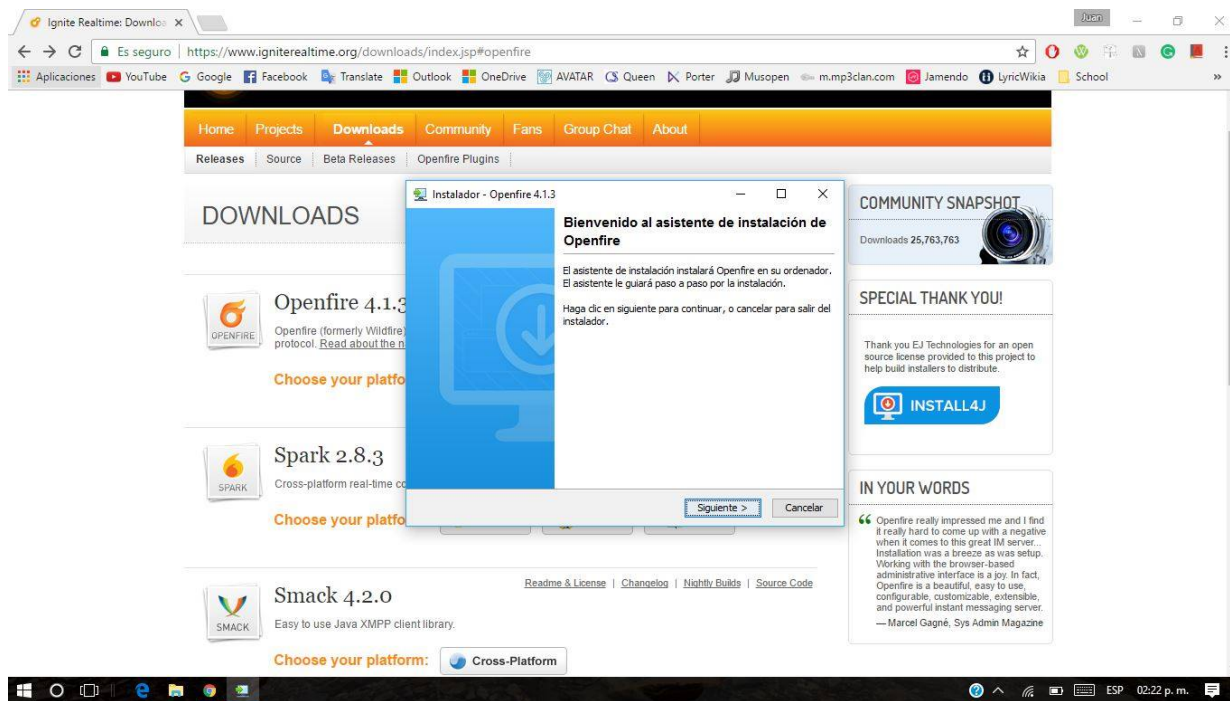 Ignite Realtime: Downloa
Juan
Es seguro
https://www.igniterealtime.org/downloads/index.jsp#openfire
Aplicaciones YouTube Google Facebook Translate Outlook OneDrive AVATAR Queen Porter Musopen m.mp3clan.com Jamendo LyricWikia School »
Home Projects Downloads Community Fans Group Chat About
Releases Source Beta Releases Openfire Plugins
DOWNLOADS
OPENFIRE
Openfire 4.1.3
Openfire (formerly Wildfire)
protocol. Read about the n
Choose your platfo
SPARK
Spark 2.8.3
Cross-platform real-time co
Choose your platfo
Readme & License | Changelog | Nightly Builds | Source Code
SMACK
Smack 4.2.0
Easy to use Java XMPP client library.
Choose your platform: Cross-Platform
Instalador - Openfire 4.1.3
Bienvenido al asistente de instalación de
Openfire
El asistente de instalación instalará Openfire en su ordenador.
El asistente le guiará paso a paso por la instalación.
Haga clic en siguiente para continuar, o cancelar para salir del
instalador.
Siguiente >
Cancelar
COMMUNITY SNAPSHOT
Downloads 25,763,763
SPECIAL THANK YOU!
Thank you EJ Technologies for an open
source license provided to this project to
help build installers to distribute.
INSTALL4J
IN YOUR WORDS
Openfire really impressed me and I find
it really hard to come up with a negative
when it comes to this great IM server...
Installation was a breeze as was setup.
Working with the browser-based
administrative interface is a joy. In fact,
Openfire is a beautiful, easy to use,
configurable, customizable, extensible,
and powerful instant messaging server.
— Marcel Gagné, Sys Admin Magazine
ESP 02:22 p. m.